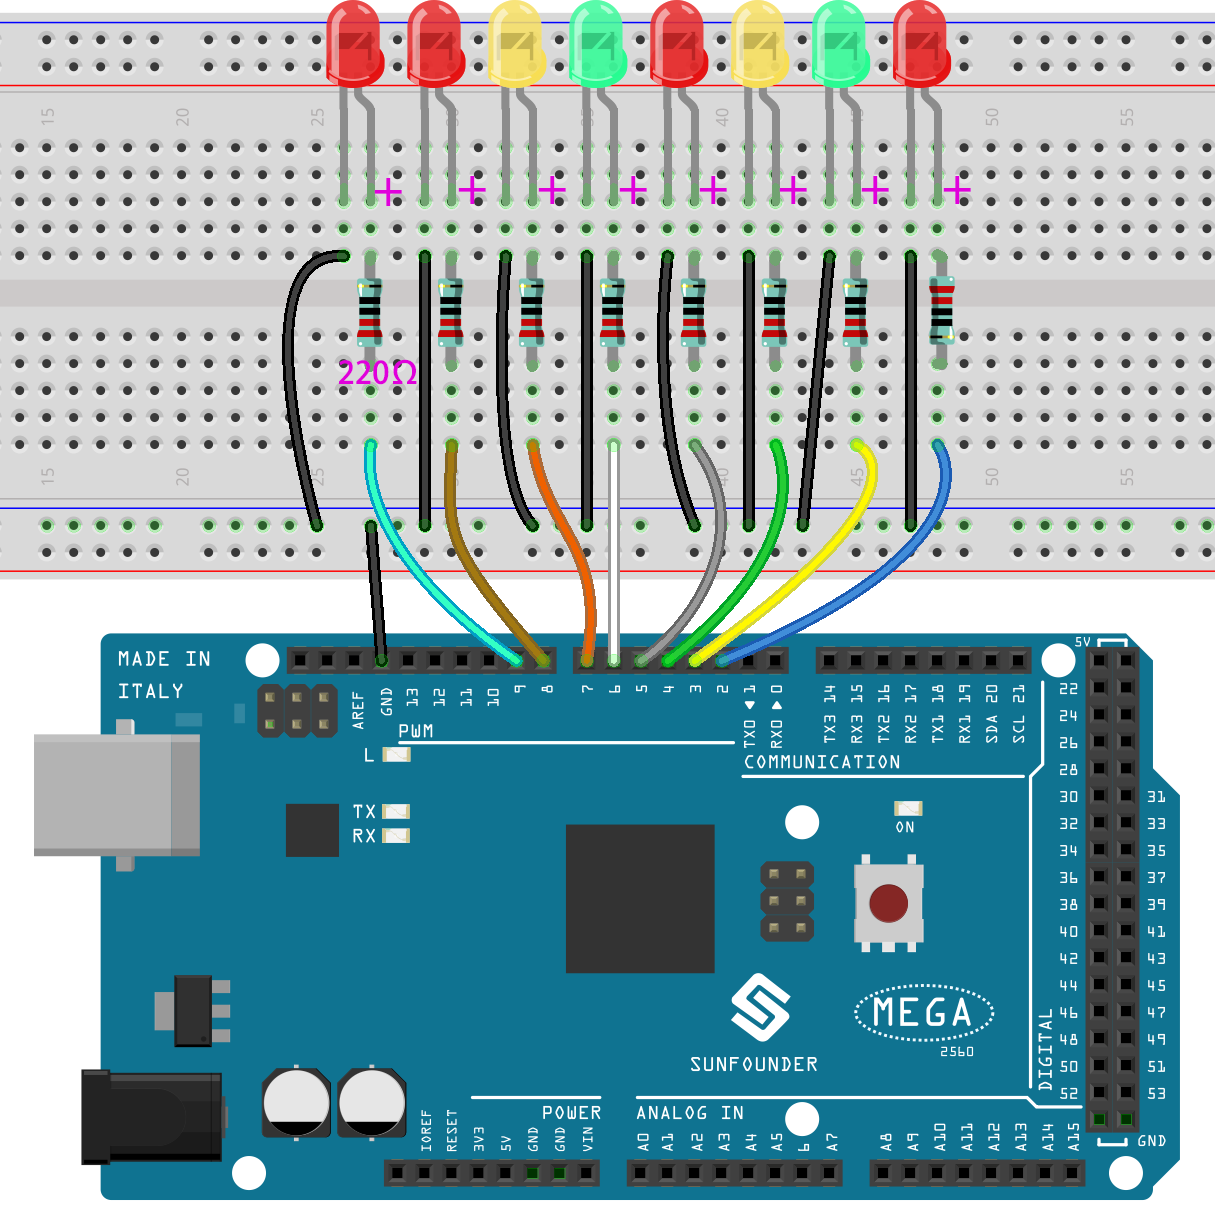 15 20 25 30 35 40 45 50 55
+ + + + + + + +
220Ω
15 20 25 40 45 50 55
MADE IN
ITALY
AREF GND 13 12 11 10 9 8 7 6 5 4 3 2 TX0 ◀ 1 RX0 ▶ 0 TX3 14 RX3 15 TX2 16 RX2 17 TX1 18 RX1 19 SDA 20 SCL 21
5V
22
24
26
28
30 31
32 33
34 35
36 37
38 39
40 41
42 43
44 45
46 47
48 49
50 51
52 53
GND
DIGITAL
PWM
COMMUNICATION
L
TX
RX
ON
MEGA
2560
SUNFOUNDER
POWER
ANALOG IN
IOREF RESET 3V3 5V GND GND VIN A0 A1 A2 A3 A4 A5 6 A7 A8 A9 A10 A11 A12 A13 A14 A15